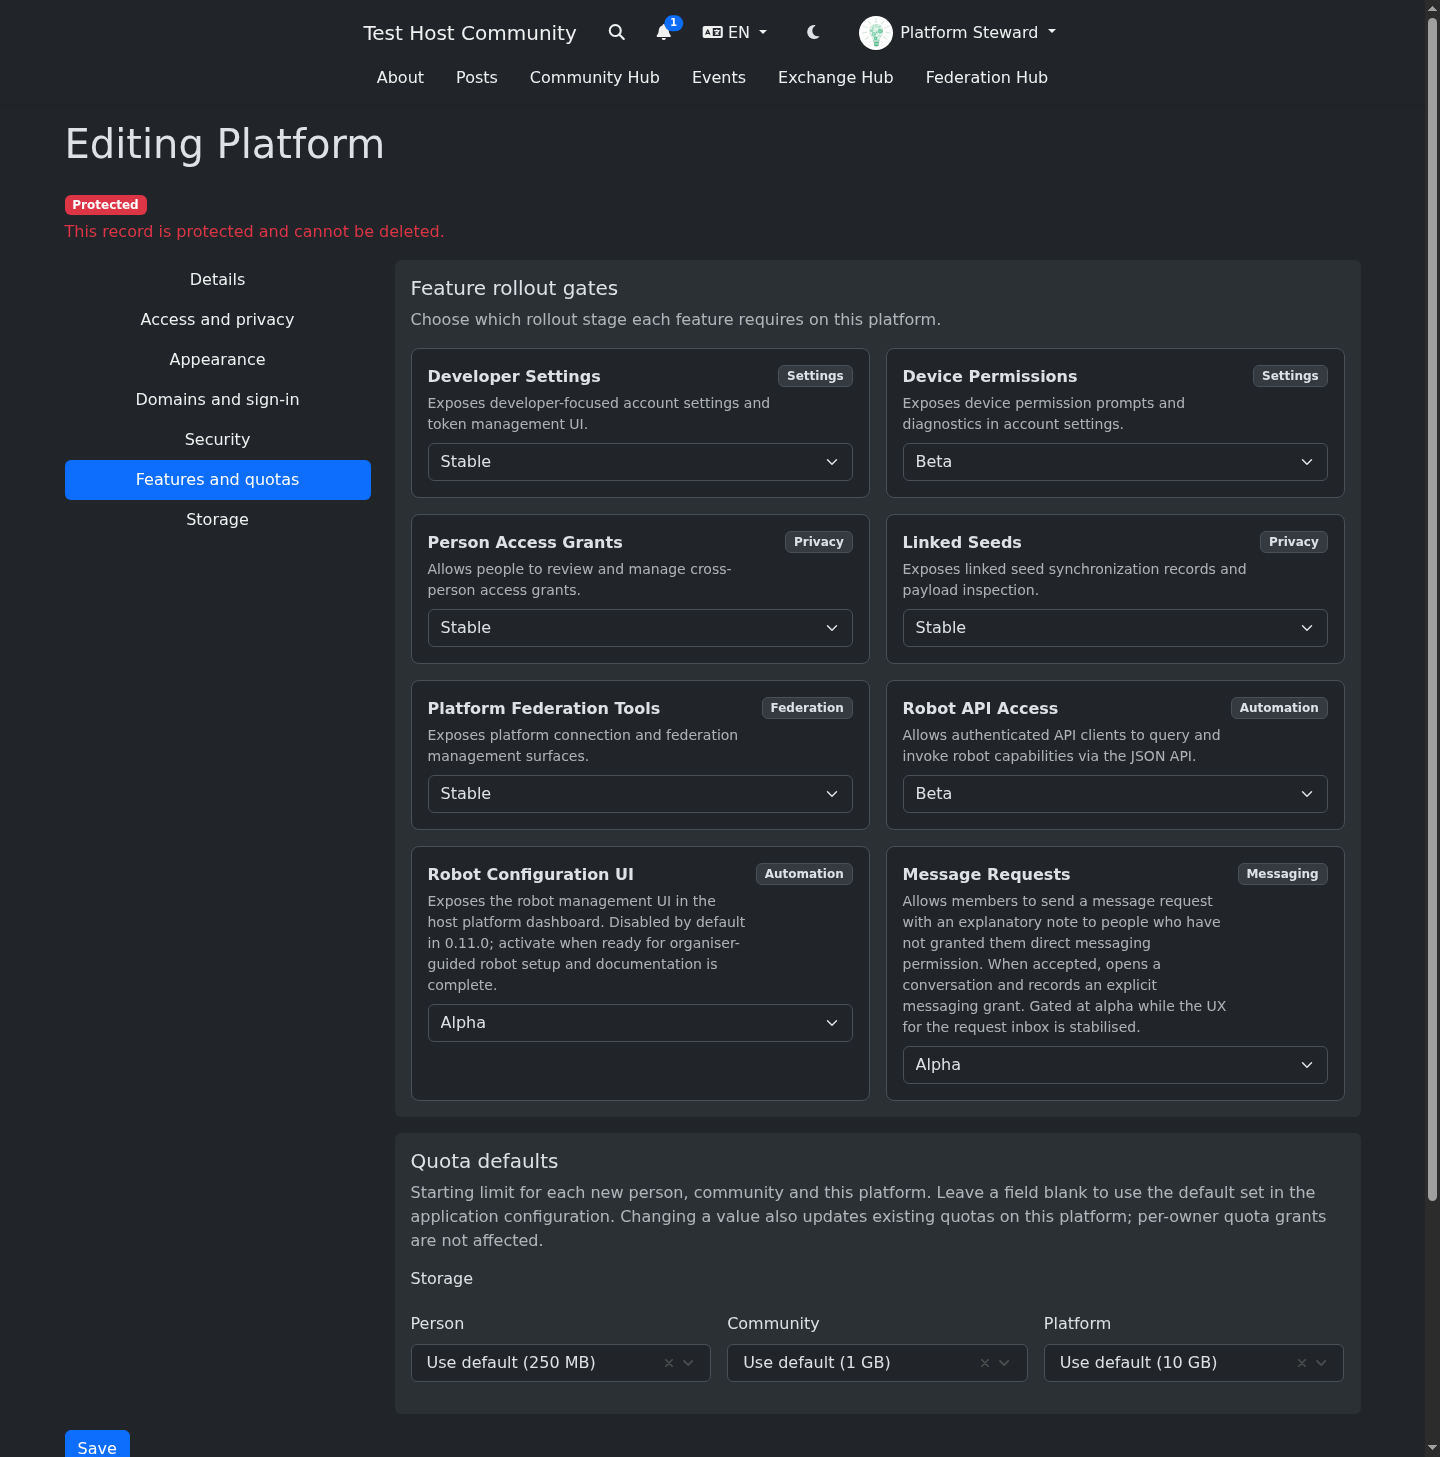 Test Host Community
1
EN
Platform Steward
About
Posts
Community Hub
Events
Exchange Hub
Federation Hub
Editing Platform
Protected
This record is protected and cannot be deleted.
Details
Access and privacy
Appearance
Domains and sign-in
Security
Features and quotas
Storage
Feature rollout gates
Choose which rollout stage each feature requires on this platform.
Developer Settings
Settings
Exposes developer-focused account settings and
token management UI.
Stable
Device Permissions
Settings
Exposes device permission prompts and
diagnostics in account settings.
Beta
Person Access Grants
Privacy
Allows people to review and manage cross-
person access grants.
Stable
Linked Seeds
Privacy
Exposes linked seed synchronization records and
payload inspection.
Stable
Platform Federation Tools
Federation
Exposes platform connection and federation
management surfaces.
Stable
Robot API Access
Automation
Allows authenticated API clients to query and
invoke robot capabilities via the JSON API.
Beta
Robot Configuration UI
Automation
Exposes the robot management UI in the
host platform dashboard. Disabled by default
in 0.11.0; activate when ready for organiser-
guided robot setup and documentation is
complete.
Alpha
Message Requests
Messaging
Allows members to send a message request
with an explanatory note to people who have
not granted them direct messaging
permission. When accepted, opens a
conversation and records an explicit
messaging grant. Gated at alpha while the UX
for the request inbox is stabilised.
Alpha
Quota defaults
Starting limit for each new person, community and this platform. Leave a field blank to use the default set in the
application configuration. Changing a value also updates existing quotas on this platform; per-owner quota grants
are not affected.
Storage
Person
Use default (250 MB)
Community
Use default (1 GB)
Platform
Use default (10 GB)
Save